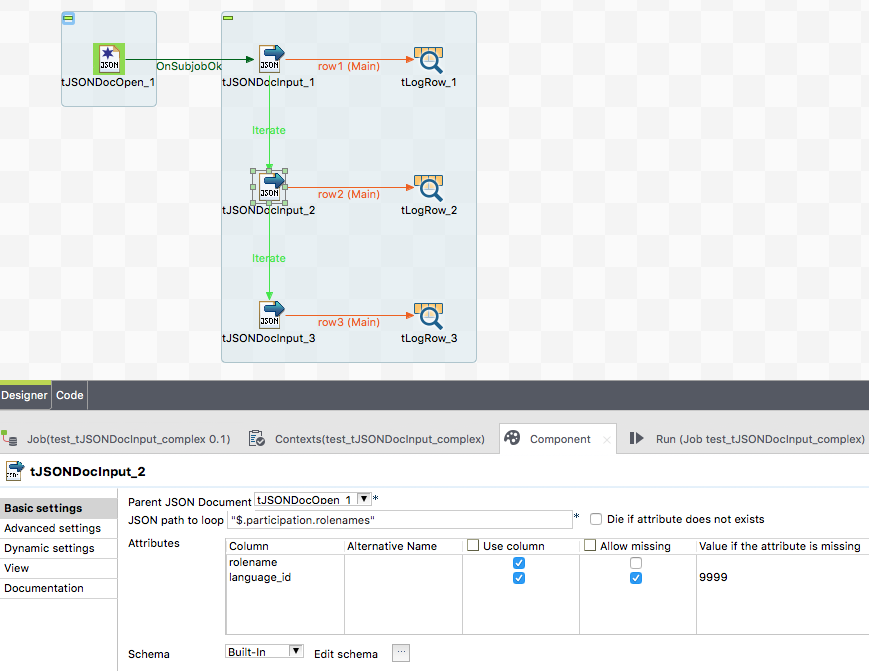 JSON
tJSONDocOpen_1
OnSubjobOk
JSON
tJSONDocInput_1
row1 (Main)
tLogRow_1
Iterate
JSON
tJSONDocInput_2
row2 (Main)
tLogRow_2
Iterate
JSON
tJSONDocInput_3
row3 (Main)
tLogRow_3
Designer Code
Job(test_tJSONDocInput_complex 0.1) Contexts(test_tJSONDocInput_complex) Component Run (Job test_tJSONDocInput_complex)
JSON tJSONDocInput_2
Basic settings
Advanced settings
Dynamic settings
View
Documentation
Parent JSON Document tJSONDocOpen_1 *
JSON path to loop "$.participation.rolenames" * Die if attribute does not exists
Attributes
Column Alternative Name Use column Allow missing Value if the attribute is missing
rolename
language_id 9999
Schema Built-In Edit schema ...